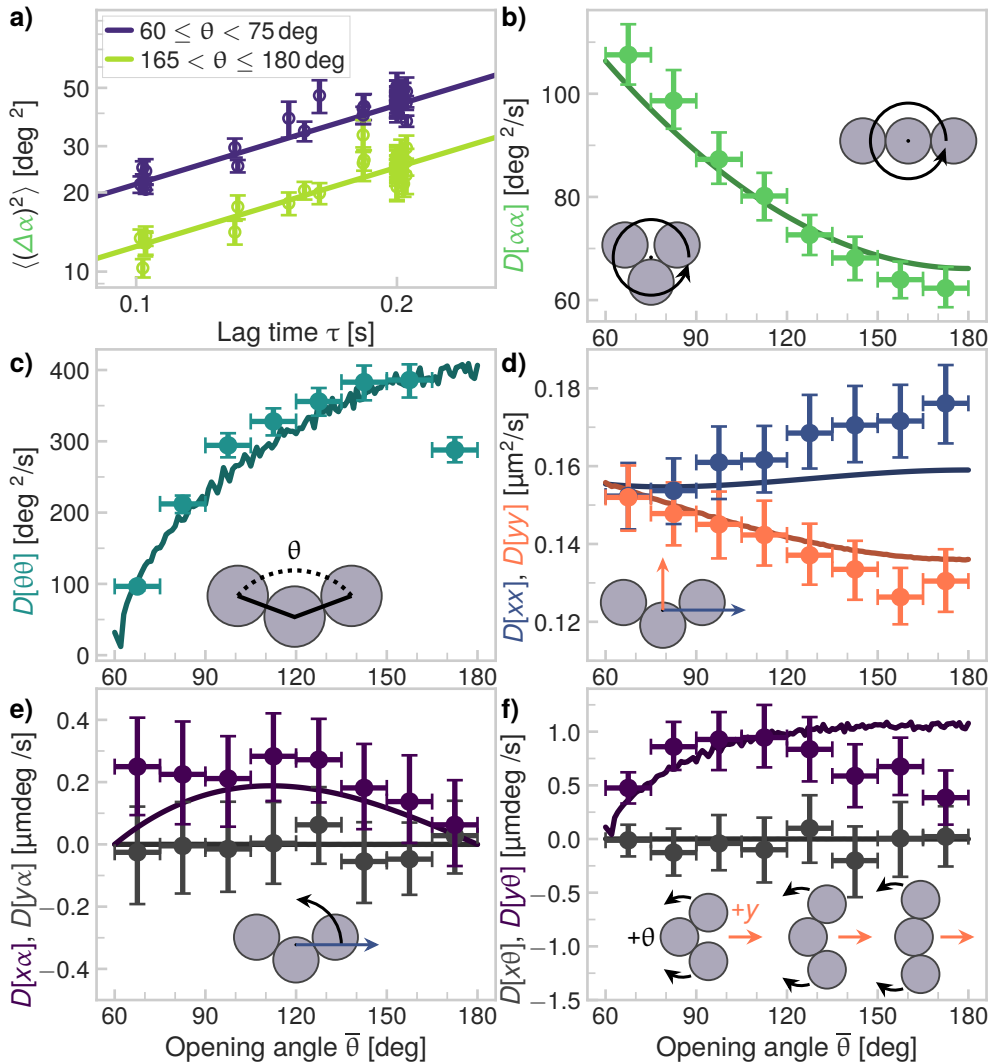 a)
60 ≤ θ < 75 deg
165 < θ ≤ 180 deg
⟨(Δα)²⟩ [deg ²]
50
30
20
10
0.1
0.2
Lag time τ [s]
b)
D[αα] [deg ²/s]
100
80
60
60
90
120
150
180
c)
D[θθ] [deg ²/s]
400
300
200
100
0
θ
60
90
120
150
180
d)
D[xx], D[yy] [µm²/s]
0.18
0.16
0.14
0.12
60
90
120
150
180
e)
D[xα], D[yα] [µmdeg /s]
0.4
0.2
0.0
−0.2
−0.4
60
90
120
150
180
Opening angle θ̅ [deg]
f)
D[xθ], D[yθ] [µmdeg /s]
1.0
0.5
0.0
−0.5
−1.0
−1.5
+θ
+y
60
90
120
150
180
Opening angle θ̅ [deg]